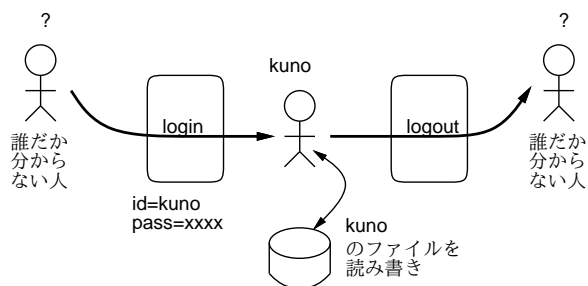 ?
誰だか
分から
ない人
login
id=kuno
pass=xxxx
kuno
kuno
のファイルを
読み書き
logout
?
誰だか
分から
ない人